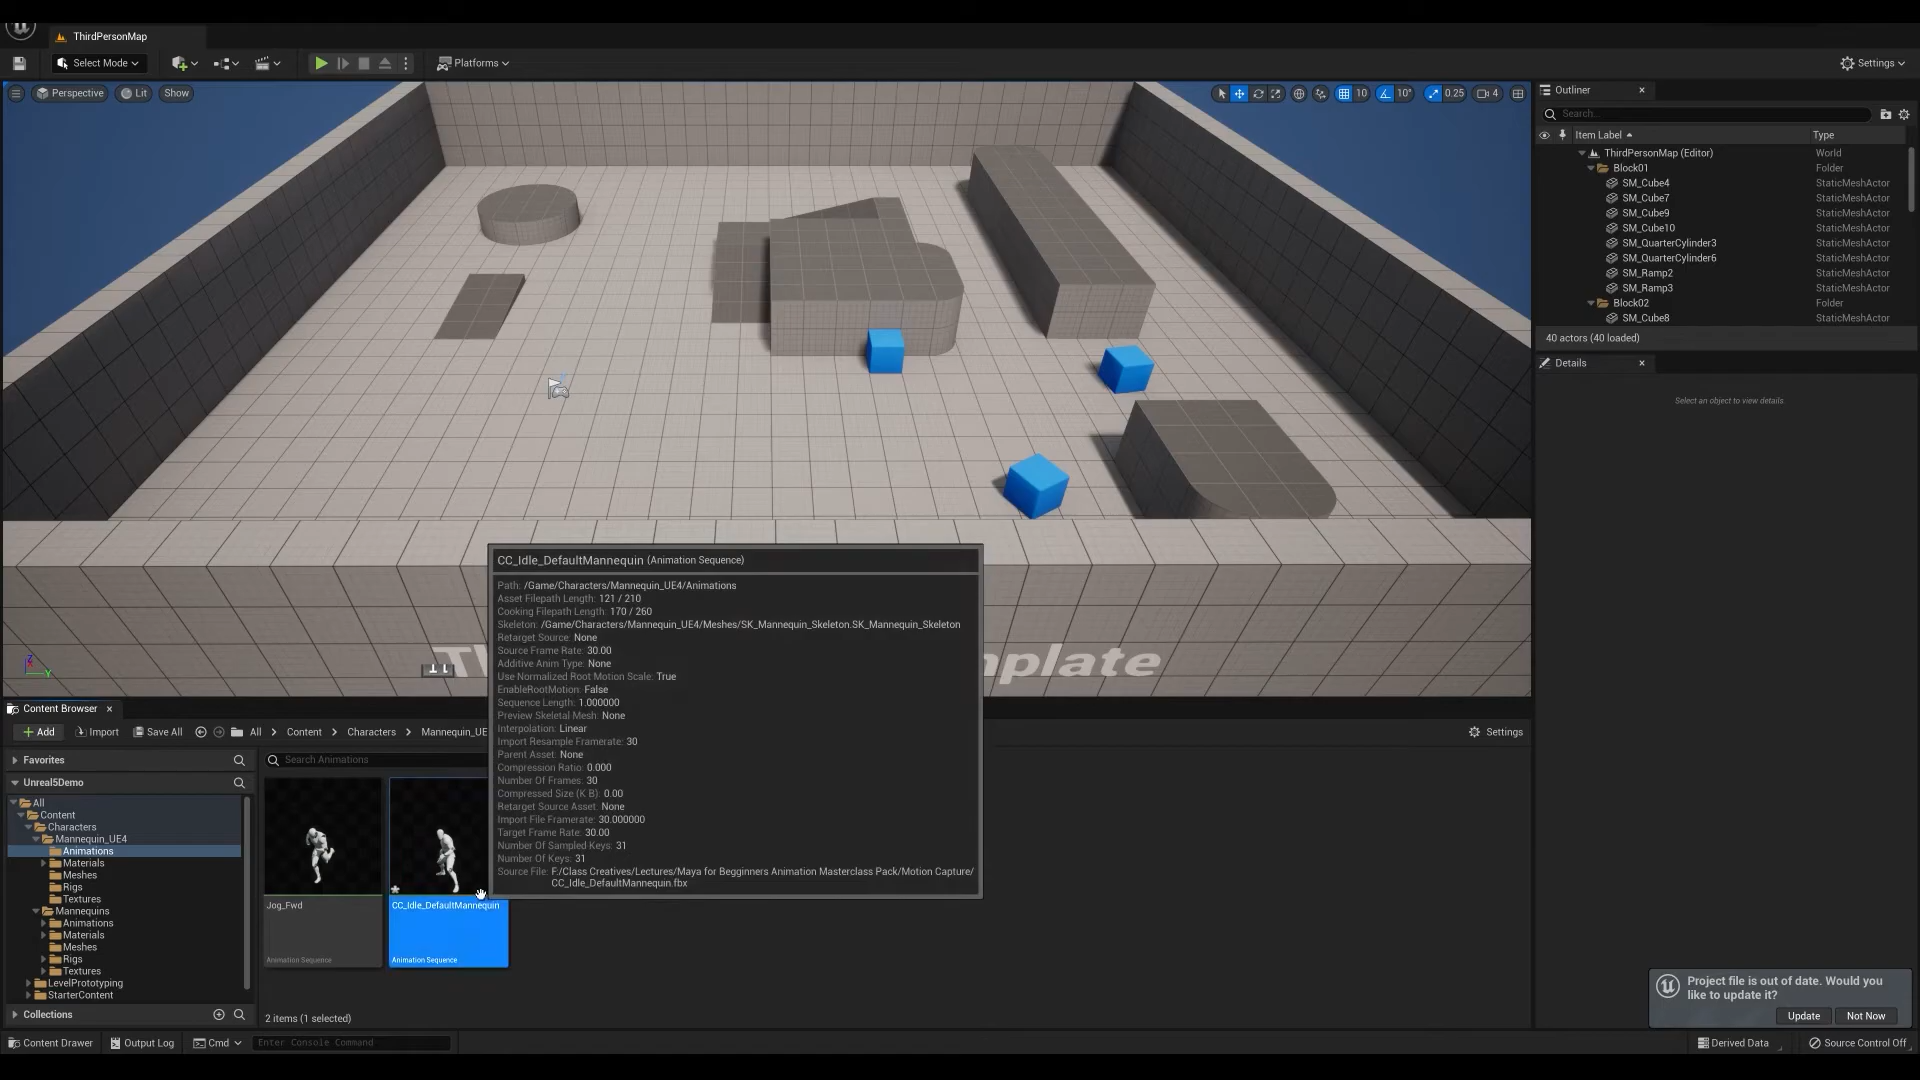 ThirdPersonMap
Select Mode
Platforms
Settings
Perspective
Lit
Show
10
10°
0.25
4
Outliner
Search...
Item Label
Type
ThirdPersonMap (Editor)
World
Block01
Folder
SM_Cube4
StaticMeshActor
SM_Cube7
StaticMeshActor
SM_Cube9
StaticMeshActor
SM_Cube10
StaticMeshActor
SM_QuarterCylinder3
StaticMeshActor
SM_QuarterCylinder6
StaticMeshActor
SM_Ramp2
StaticMeshActor
SM_Ramp3
StaticMeshActor
Block02
Folder
SM_Cube8
StaticMeshActor
40 actors (40 loaded)
Details
Select an object to view details.
CC_Idle_DefaultMannequin (Animation Sequence)
Path: /Game/Characters/Mannequin_UE4/Animations
Asset Filepath Length: 121 / 210
Cooking Filepath Length: 170 / 260
Skeleton: /Game/Characters/Mannequin_UE4/Meshes/SK_Mannequin_Skeleton.SK_Mannequin_Skeleton
Retarget Source: None
Source Frame Rate: 30.00
Additive Anim Type: None
Use Normalized Root Motion Scale: True
EnableRootMotion: False
Sequence Length: 1.000000
Preview Skeletal Mesh: None
Interpolation: Linear
Import Resample Framerate: 30
Parent Asset: None
Compression Ratio: 0.000
Number Of Frames: 30
Compressed Size (K B): 0.00
Retarget Source Asset: None
Import File Framerate: 30.000000
Target Frame Rate: 30.00
Number Of Sampled Keys: 31
Number Of Keys: 31
Source File: F:/Class Creatives/Lectures/Maya for Begginners Animation Masterclass Pack/Motion Capture/
CC_Idle_DefaultMannequin.fbx
Th
mplate
Z
Y
Content Browser
Add
Import
Save All
All > Content > Characters > Mannequin_UE
Settings
Favorites
Search Animations
Unreal5Demo
All
Content
Characters
Mannequin_UE4
Animations
Materials
Meshes
Rigs
Textures
Mannequins
Animations
Materials
Meshes
Rigs
Textures
LevelPrototyping
StarterContent
Collections
Jog_Fwd
Animation Sequence
CC_Idle_DefaultMannequin
Animation Sequence
2 items (1 selected)
Project file is out of date. Would you
like to update it?
Update
Not Now
Content Drawer
Output Log
Cmd
Enter Console Command
Derived Data
Source Control Off